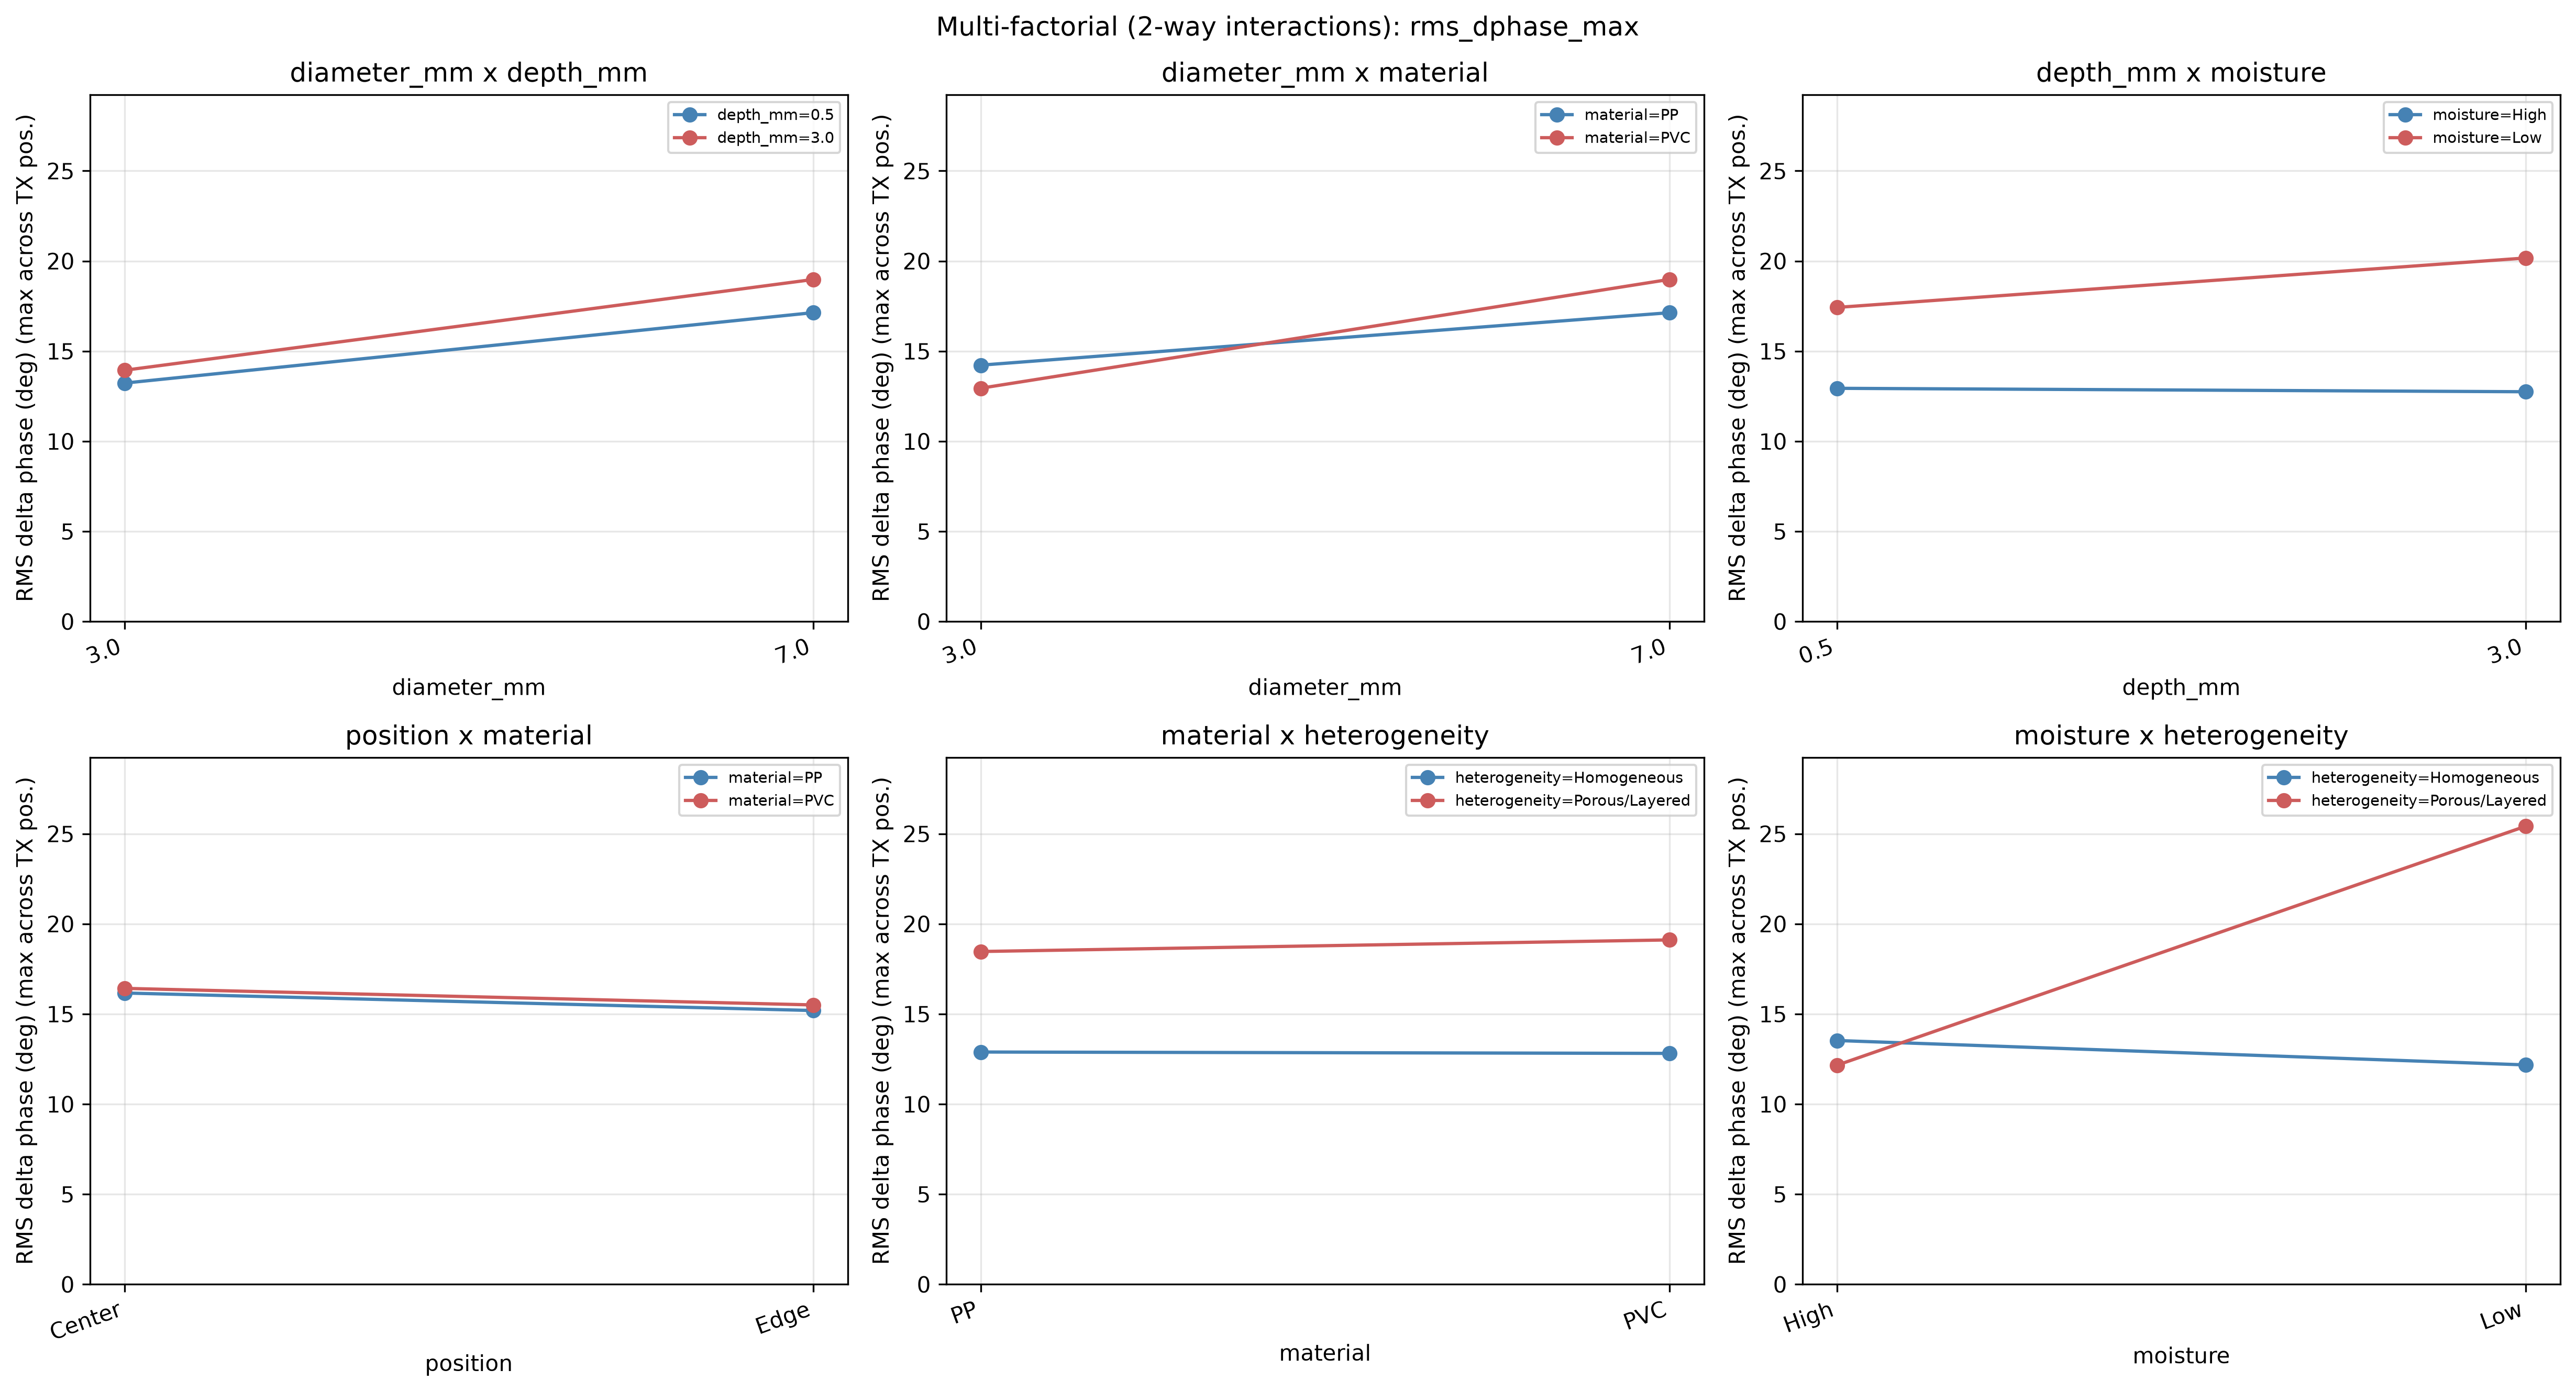 Multi-factorial (2-way interactions): rms_dphase_max
diameter_mm x depth_mm
RMS delta phase (deg) (max across TX pos.)
25
20
15
10
5
0
depth_mm=0.5
depth_mm=3.0
3.0
7.0
diameter_mm
diameter_mm x material
RMS delta phase (deg) (max across TX pos.)
25
20
15
10
5
0
material=PP
material=PVC
3.0
7.0
diameter_mm
depth_mm x moisture
RMS delta phase (deg) (max across TX pos.)
25
20
15
10
5
0
moisture=High
moisture=Low
0.5
3.0
depth_mm
position x material
RMS delta phase (deg) (max across TX pos.)
25
20
15
10
5
0
material=PP
material=PVC
Center
Edge
position
material x heterogeneity
RMS delta phase (deg) (max across TX pos.)
25
20
15
10
5
0
heterogeneity=Homogeneous
heterogeneity=Porous/Layered
PP
PVC
material
moisture x heterogeneity
RMS delta phase (deg) (max across TX pos.)
25
20
15
10
5
0
heterogeneity=Homogeneous
heterogeneity=Porous/Layered
High
Low
moisture